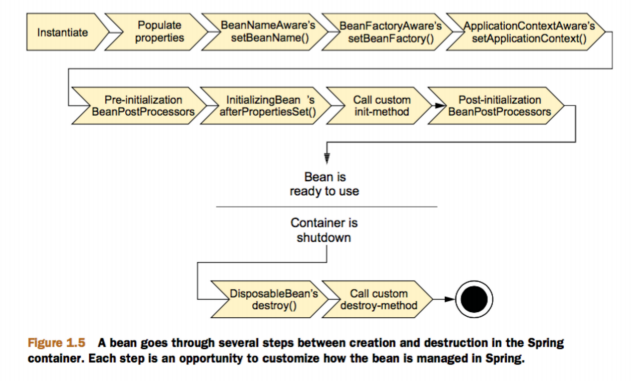 Instantiate
Populate
properties
BeanNameAware's
setBeanName()
BeanFactoryAware's
setBeanFactory()
ApplicationContextAware's
setApplicationContext()
Pre-initialization
BeanPostProcessors
InitializingBean 's
afterPropertiesSet()
Call custom
init-method
Post-initialization
BeanPostProcessors
Bean is
ready to use
Container is
shutdown
DisposableBean's
destroy()
Call custom
destroy-method
Figure 1.5 A bean goes through several steps between creation and destruction in the Spring
container. Each step is an opportunity to customize how the bean is managed in Spring.